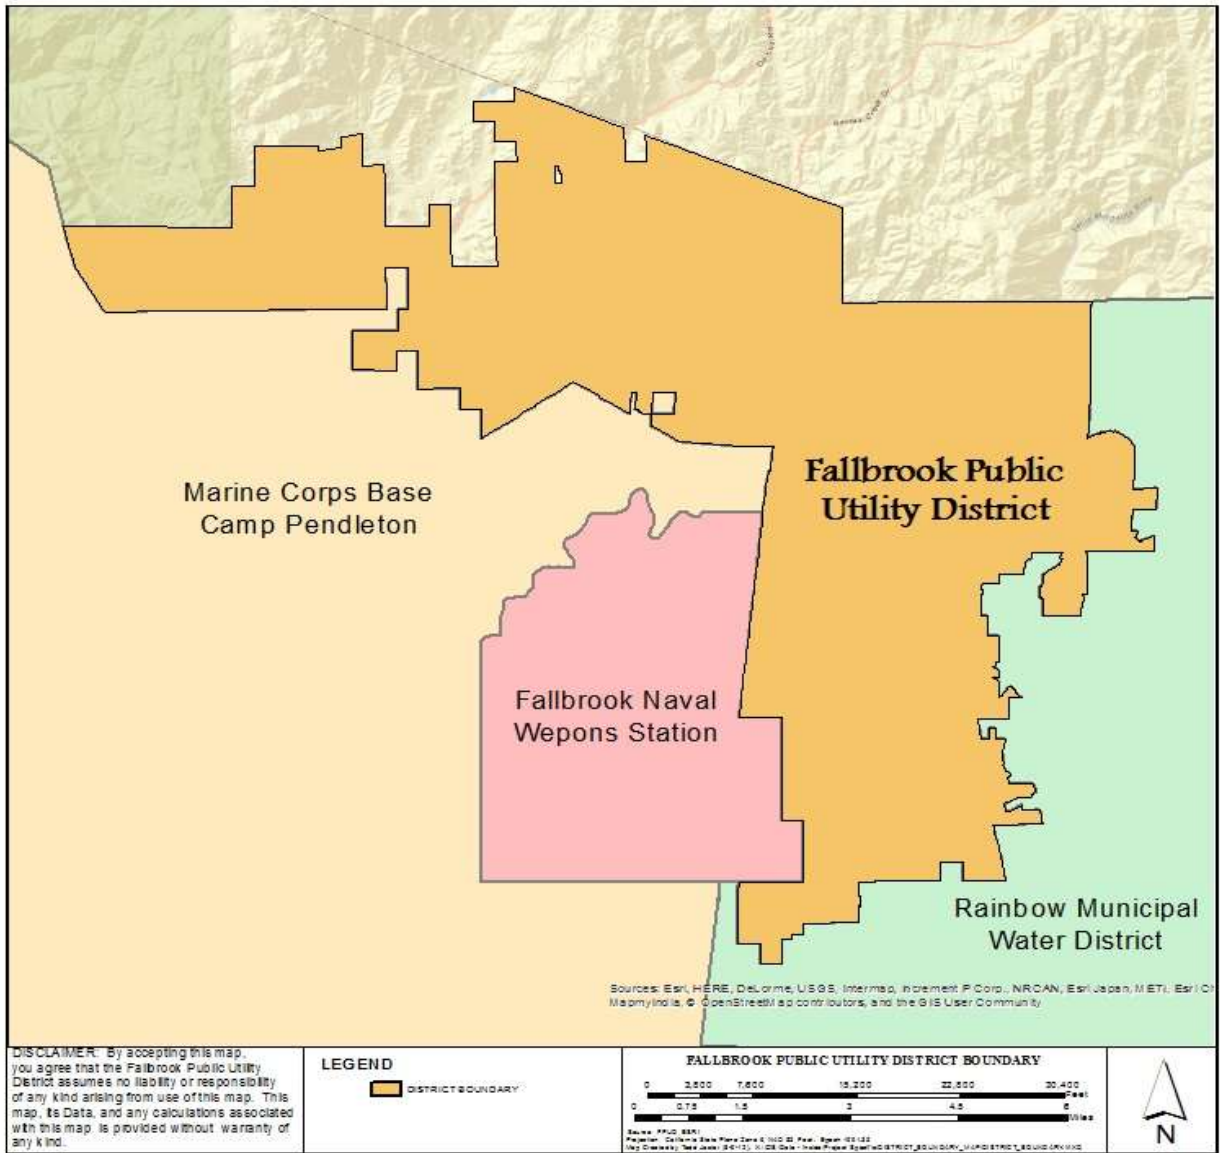 Marine Corps Base
Camp Pendleton
Fallbrook Public
Utility District
Fallbrook Naval
Wepons Station
Rainbow Municipal
Water District
Sources: Esri, HERE, DeLorme, USGS, Intermap, increment P Corp., NRCAN, Esri Japan, METI, Esri Ch
MapmyIndia, © OpenStreetMap contributors, and the GIS User Community
DISCLAIMER: By accepting this map,
you agree that the Fallbrook Public Utility
District assumes no liability or responsibility
of any kind arising from use of this map. This
map, its Data, and any calculations associated
with this map is provided without warranty of
any kind.
LEGEND
DISTRICT BOUNDARY
FALLBROOK PUBLIC UTILITY DISTRICT BOUNDARY
0 7,600 15,200 22,800 30,400
Feet
0 0.75 1.5 3 4.5 6
Miles
Source: FPUD, ESRI
N